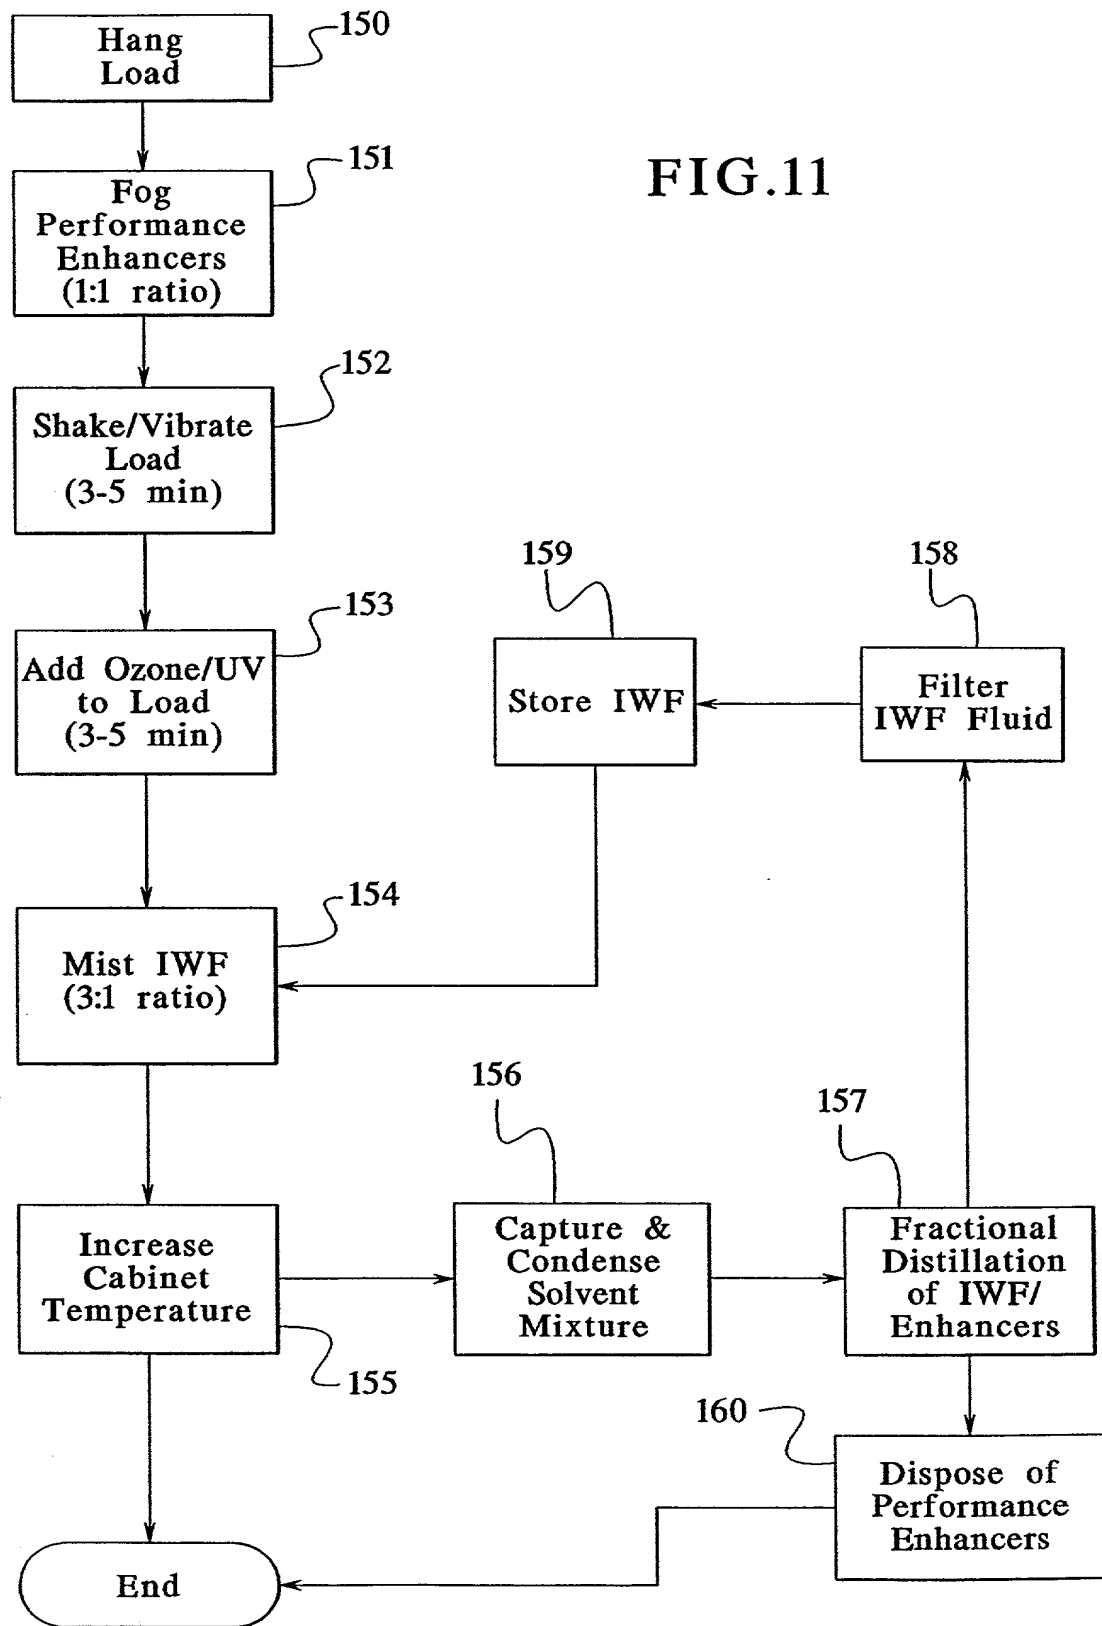 Hang
Load
150
FIG.11
Fog
Performance
Enhancers
(1:1 ratio)
151
Shake/Vibrate
Load
(3-5 min)
152
Add Ozone/UV
to Load
(3-5 min)
153
159
Store IWF
158
Filter
IWF Fluid
Mist IWF
(3:1 ratio)
154
Increase
Cabinet
Temperature
155
156
Capture &
Condense
Solvent
Mixture
157
Fractional
Distillation
of IWF/
Enhancers
160
Dispose of
Performance
Enhancers
End